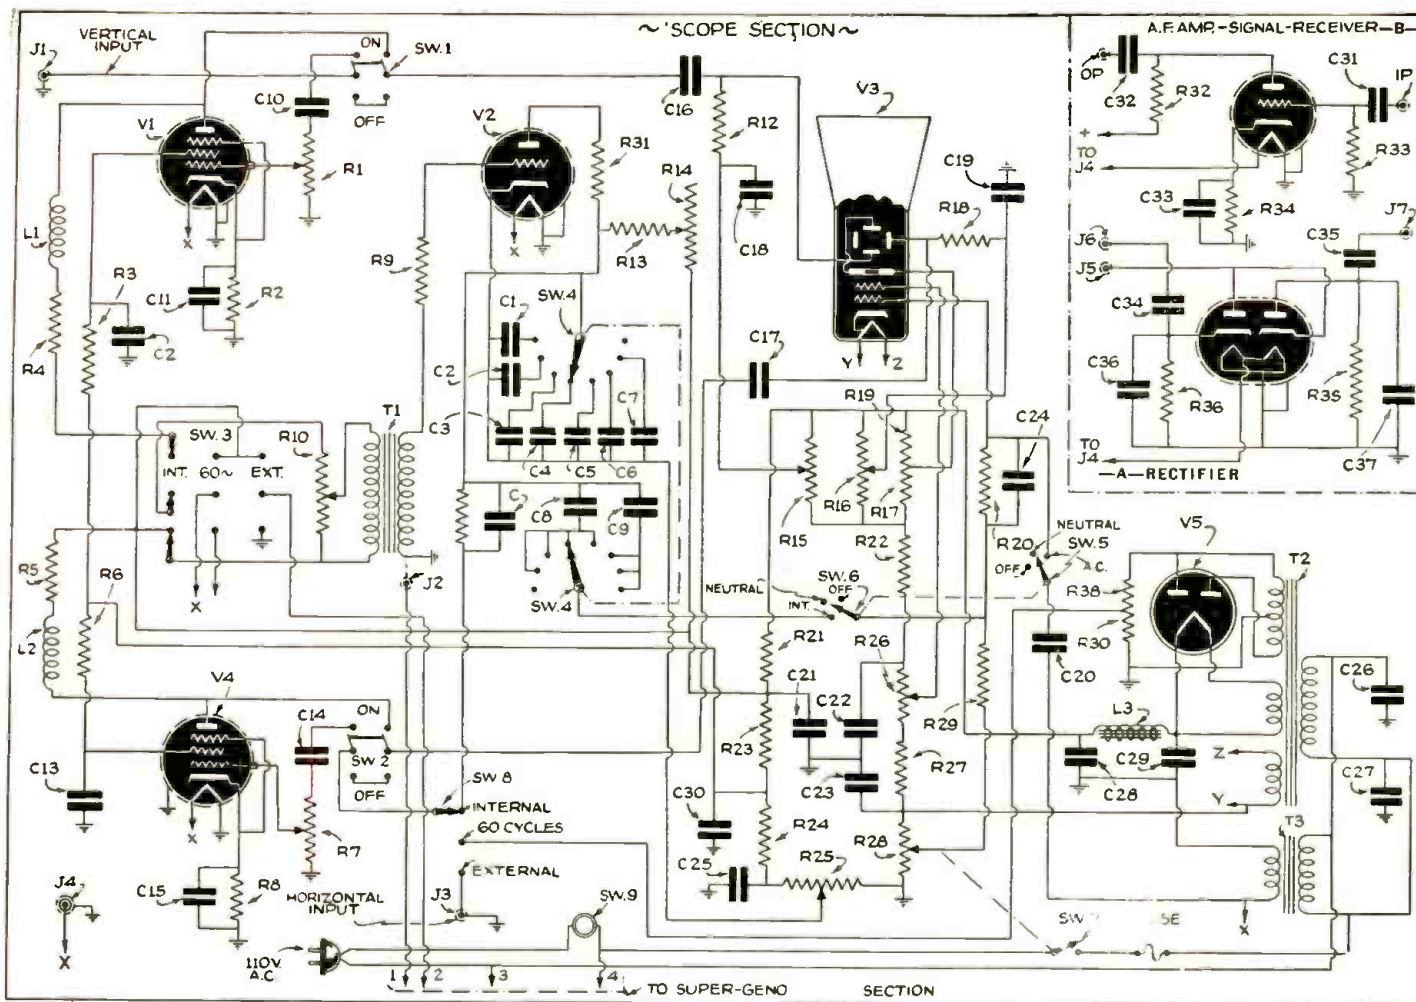 ~ 'SCOPE SECTION ~
A.F. AMP.-SIGNAL-RECEIVER-B-
J1
VERTICAL
INPUT
ON
SW.1
OFF
C10
V1
R1
L1
R3
C11
R2
C2
R4
V2
R31
R9
R13
R14
C16
R12
C18
V3
C19
R18
Y
Z
X
X
OP
C32
R32
+
TO
J4
C31
IP
R33
C33
R34
J6
J5
C35
J7
C34
C36
R36
R35
C37
TO
J4
-A-RECTIFIER
C1
SW.4
C2
C3
C4
C5
C6
C7
C17
R19
R15
R16
R17
C24
R20
T1
R10
SW.3
INT.
60~
EXT.
X
C
C8
C9
SW.4
J2
NEUTRAL
SW.6
OFF
INT.
R22
NEUTRAL
SW.5
OFF
C.
R38
R30
V5
T2
R5
R6
L2
R21
R26
C20
C21
C22
R29
L3
C26
V4
C14
ON
SW.2
OFF
R23
C23
R27
C28
C29
Z
Y
C27
C13
X
R7
SW.8
INTERNAL
60 CYCLES
EXTERNAL
C30
R24
R28
T3
C25
R25
C15
R8
J4
X
HORIZONTAL
INPUT
J3
SW.9
SW.
SE
X
110V.
A.C.
1
2
3
4
TO SUPER-GENO SECTION